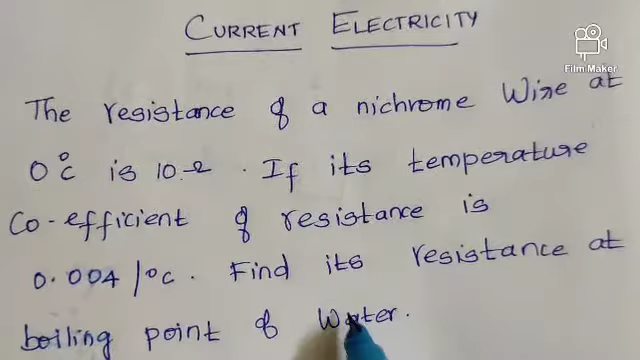 CURRENT ELECTRICITY
Film Maker
The resistance of a nichrome Wire at
0°C is 10Ω. If its temperature
Co-efficient of resistance is
0.004/°C. Find its resistance at
boiling point of Water.